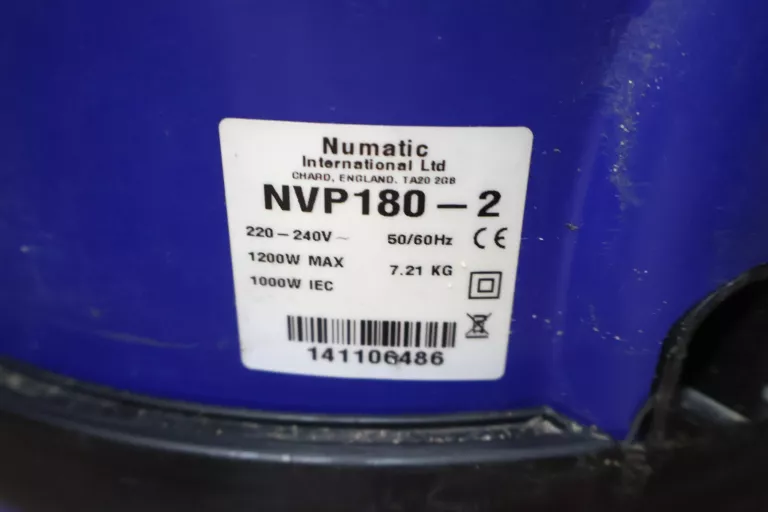 Numatic
International Ltd
CHARD, ENGLAND. TA20 2GB
NVP180-2
220-240V~ 50/60Hz CE
1200W MAX 7.21 KG
1000W IEC
141106486